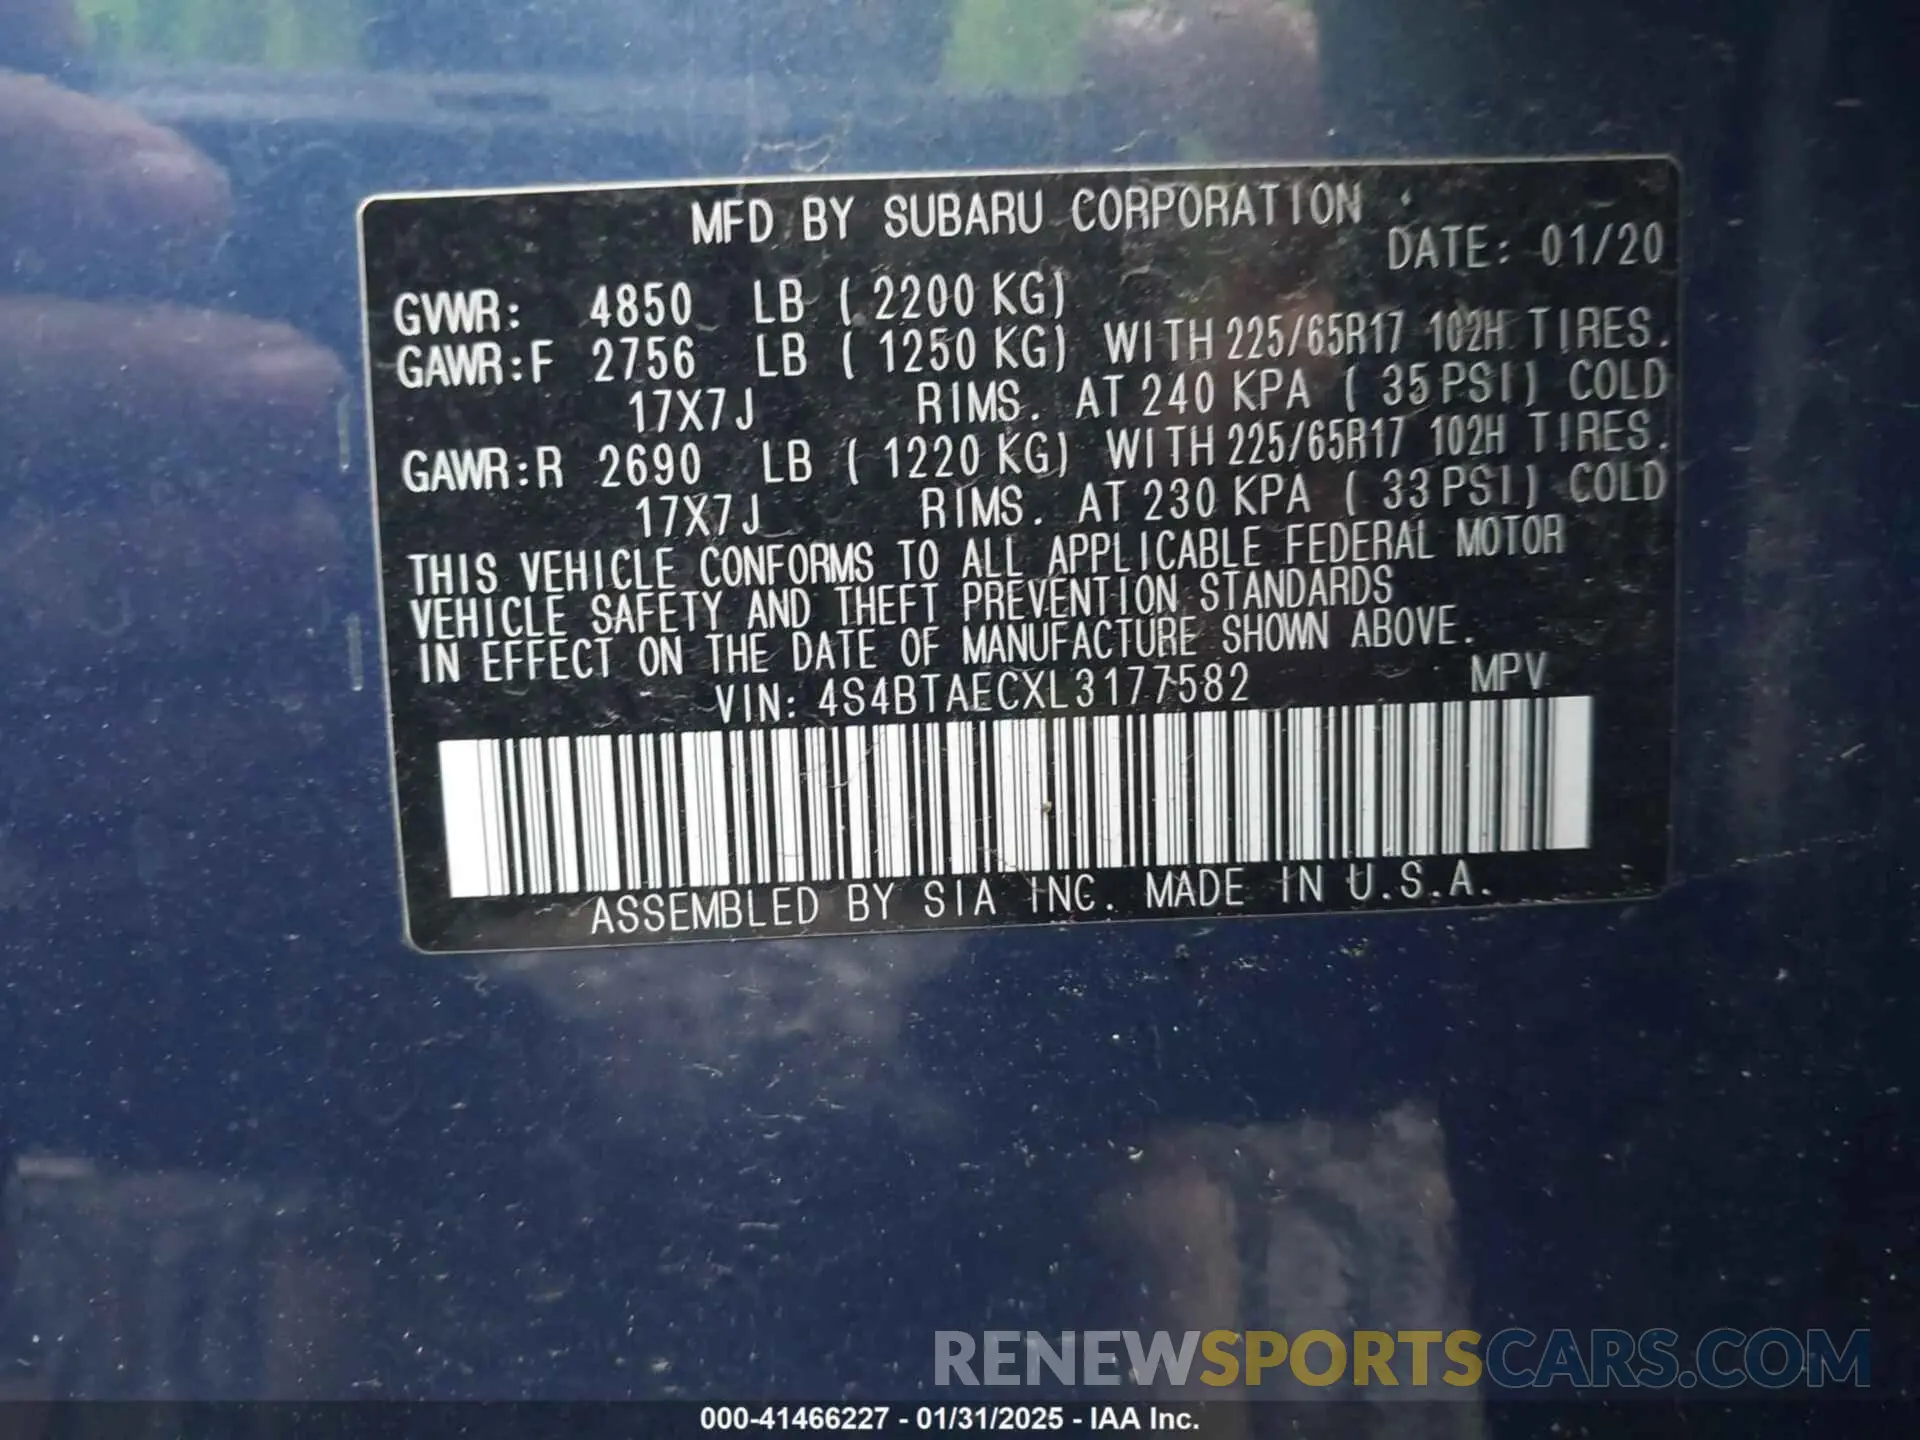 MFD BY SUBARU CORPORATION
DATE: 01/20
GVWR: 4850 LB ( 2200 KG)
GAWR:F 2756 LB ( 1250 KG) WITH 225/65R17 102H TIRES.
17X7J RIMS. AT 240 KPA ( 35 PSI) COLD
GAWR:R 2690 LB ( 1220 KG) WITH 225/65R17 102H TIRES.
17X7J RIMS. AT 230 KPA ( 33 PSI) COLD
THIS VEHICLE CONFORMS TO ALL APPLICABLE FEDERAL MOTOR
VEHICLE SAFETY AND THEFT PREVENTION STANDARDS
IN EFFECT ON THE DATE OF MANUFACTURE SHOWN ABOVE.
VIN: 4S4BTAECXL3177582 MPV
ASSEMBLED BY SIA INC. MADE IN U.S.A.
RENEWSPORTSCARS.COM
000-41466227 - 01/31/2025 - IAA Inc.